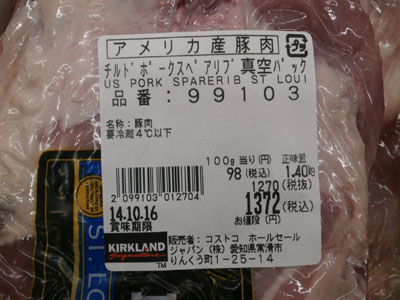 アメリカ産豚肉
プラ
チルドポークスペアリブ真空パック
US PORK SPARERIB ST LOUI
品番:99103
名称:豚肉
要冷蔵4℃以下
100g当り(円) 正味量
98(税込) 1.40
1270(税抜)
1372(税込)
お値段(円)
2099103012704
14.10.16
賞味期限
KIRKLAND
Signature
TM
販売者:コストコ ホールセール
ジャパン(株)愛知県常滑市
りんくう町1-25-14